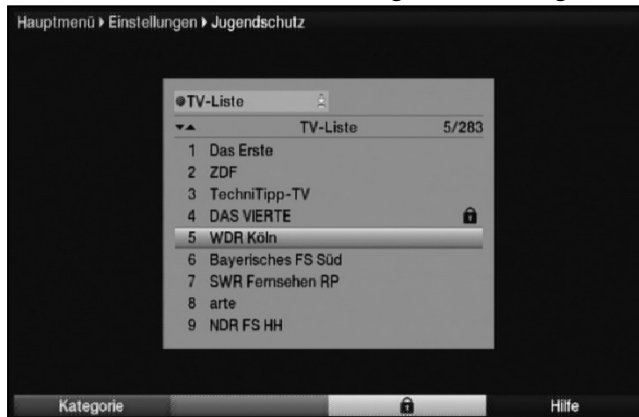 Hauptmenü Einstellungen Jugendschutz
TV-Liste
TV-Liste 5/283
1 Das Erste
2 ZDF
3 TechniTipp-TV
4 DAS VIERTE
5 WDR Köln
6 Bayerisches FS Süd
7 SWR Fernsehen RP
8 arte
9 NDR FS HH
Kategorie Hilfe